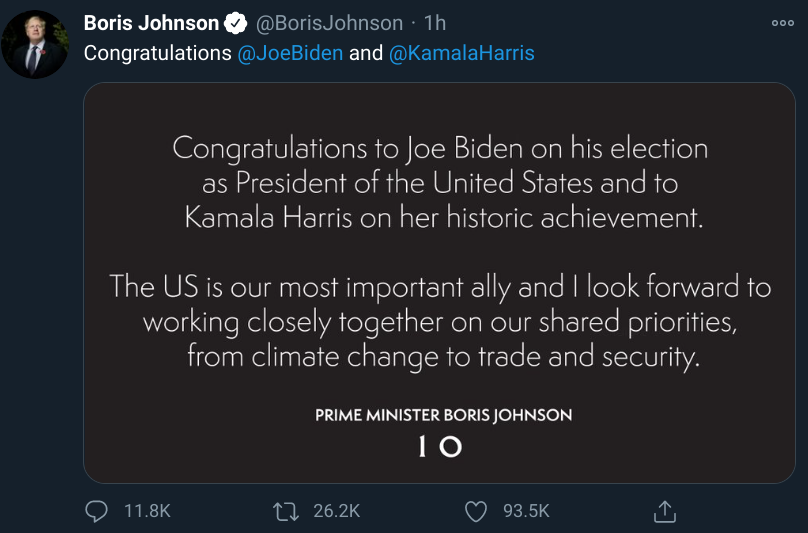 Boris Johnson @BorisJohnson · 1h
Congratulations @JoeBiden and @KamalaHarris
Congratulations to Joe Biden on his election
as President of the United States and to
Kamala Harris on her historic achievement.
The US is our most important ally and I look forward to
working closely together on our shared priorities,
from climate change to trade and security.
PRIME MINISTER BORIS JOHNSON
10
11.8K 26.2K 93.5K